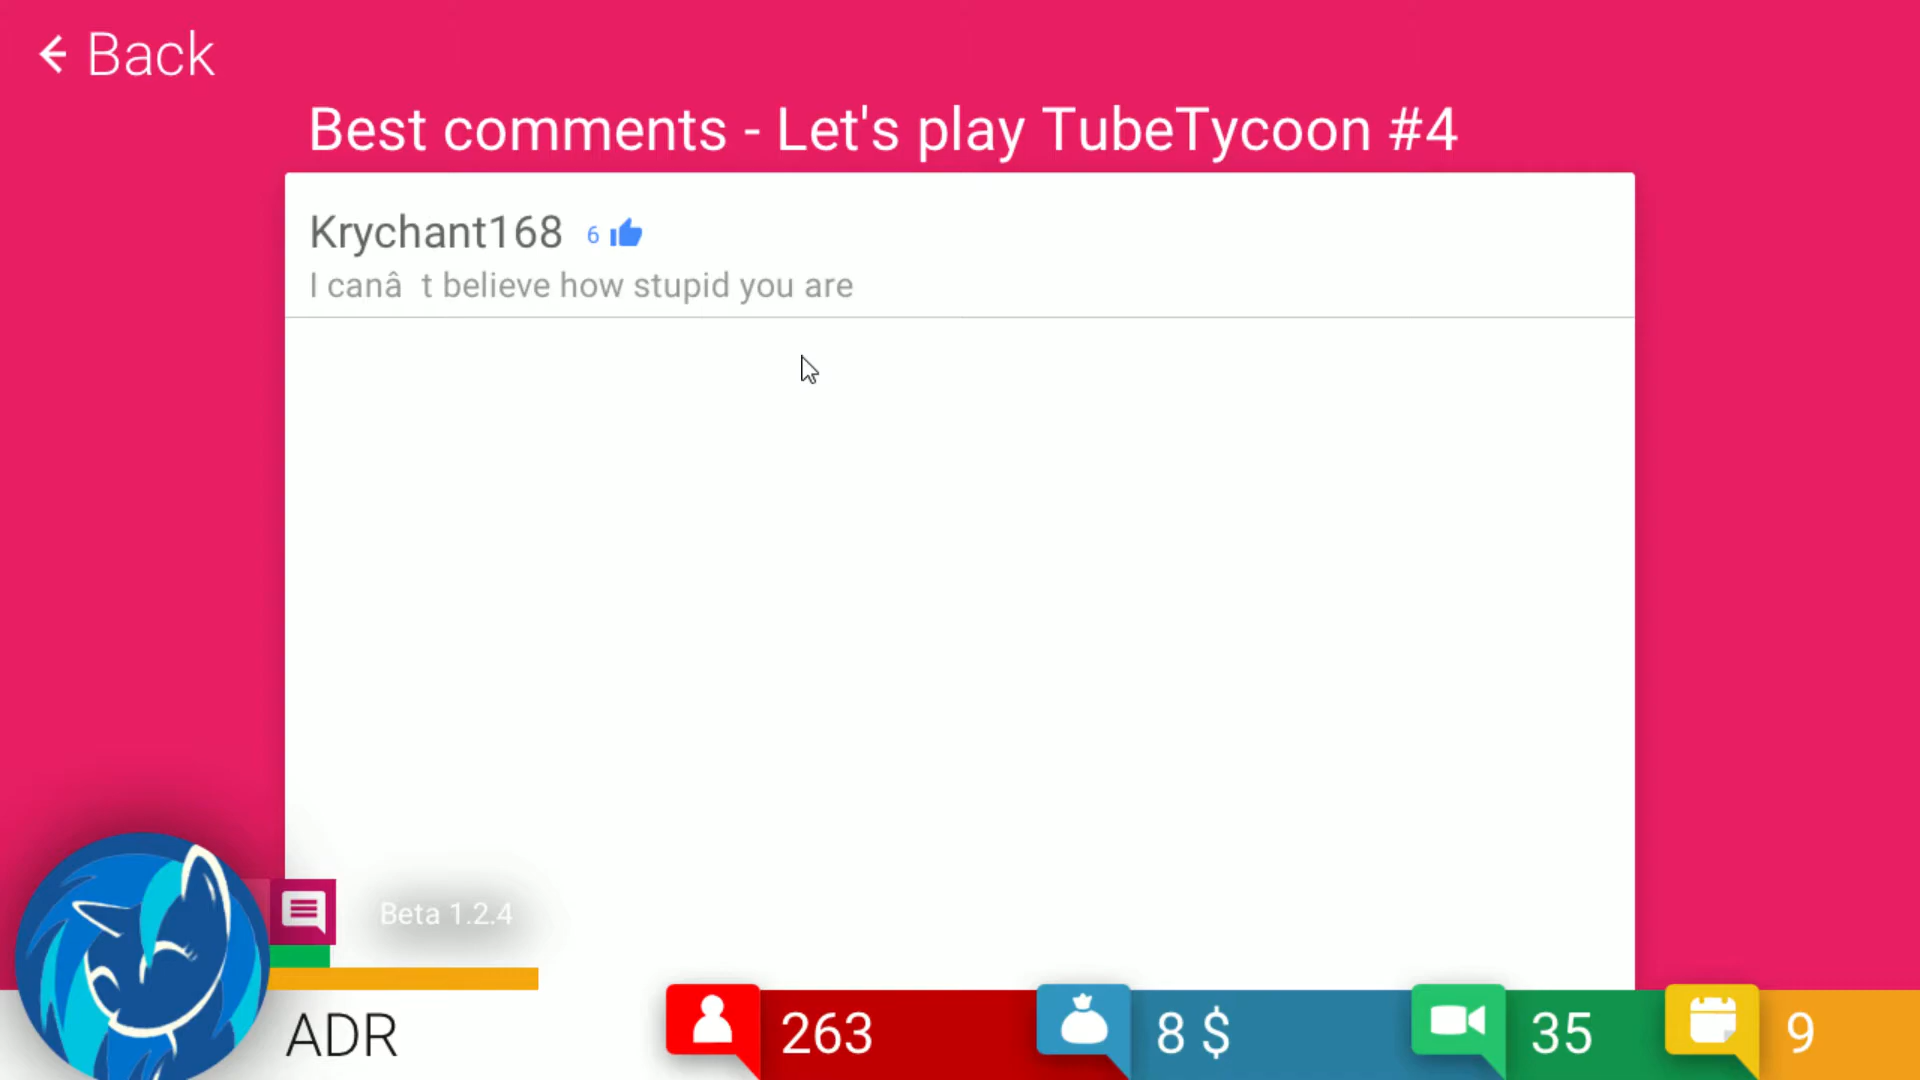 Back
Best comments - Let's play TubeTycoon #4
Krychant168 6
I canâ  t believe how stupid you are
Beta 1.2.4
ADR
263
8 $
35
9